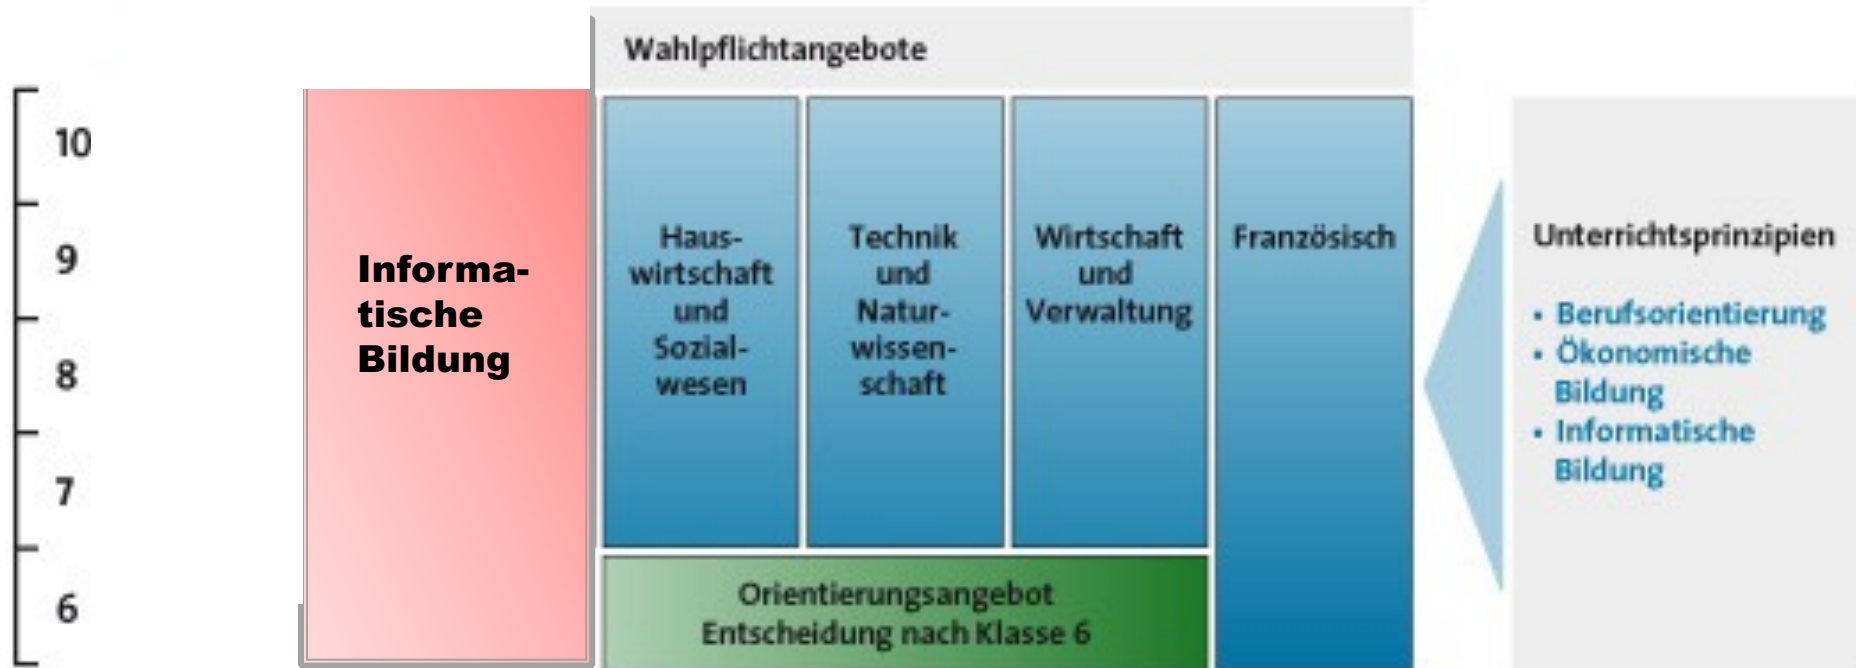 Wahlpflichtangebote
10
9
8
7
6
Informa-
tische
Bildung
Haus-
wirtschaft
und
Sozial-
wesen
Technik
und
Natur-
wissen-
schaft
Wirtschaft
und
Verwaltung
Französisch
Orientierungsangebot
Entscheidung nach Klasse 6
Unterrichtsprinzipien
• Berufsorientierung
• Ökonomische
Bildung
• Informatische
Bildung